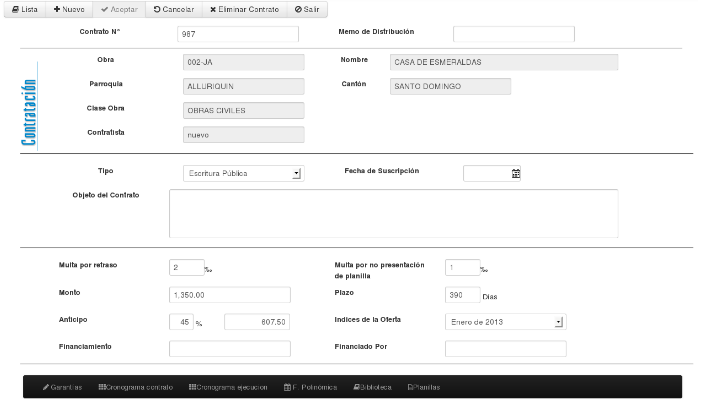 Lista Nuevo Aceptar Cancelar Eliminar Contrato Salir
Contrato N° 987 Memo de Distribución
Contratación
Obra 002-JA Nombre CASA DE ESMERALDAS
Parroquia ALLURIQUIN Cantón SANTO DOMINGO
Clase Obra OBRAS CIVILES
Contratista nuevo
Tipo Escritura Pública Fecha de Suscripción
Objeto del Contrato
Multa por retraso 2 ‰ Multa por no presentación de planilla 1 ‰
Monto 1,350.00 Plazo 390 Días
Anticipo 45 % 607.50 Indices de la Oferta Enero de 2013
Financiamiento Financiado Por
Garantías Cronograma contrato Cronograma ejecucion F. Polinómica Biblioteca Planillas